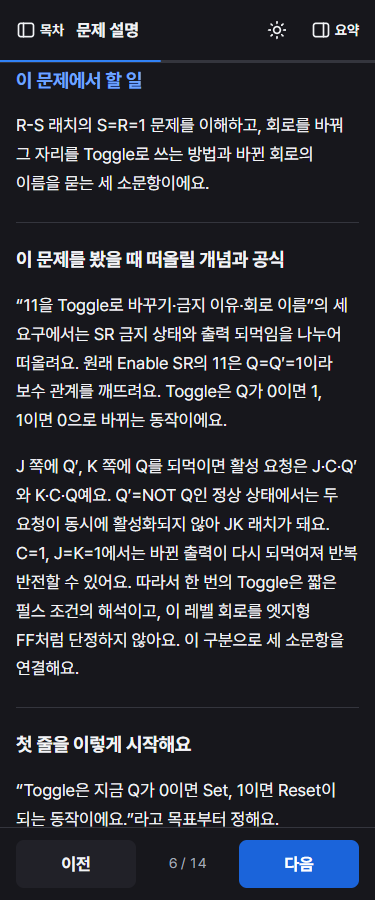 목차 문제 설명 요약
이 문제에서 할 일
R-S 래치의 S=R=1 문제를 이해하고, 회로를 바꿔
그 자리를 Toggle로 쓰는 방법과 바뀐 회로의
이름을 묻는 세 소문항이에요.
이 문제를 봤을 때 떠올릴 개념과 공식
“11을 Toggle로 바꾸기·금지 이유·회로 이름”의 세
요구에서는 SR 금지 상태와 출력 되먹임을 나누어
떠올려요. 원래 Enable SR의 11은 Q=Q′=1이라
보수 관계를 깨뜨려요. Toggle은 Q가 0이면 1,
1이면 0으로 바뀌는 동작이에요.
J 쪽에 Q′, K 쪽에 Q를 되먹이면 활성 요청은 J·C·Q′
와 K·C·Q예요. Q′=NOT Q인 정상 상태에서는 두
요청이 동시에 활성화되지 않아 JK 래치가 돼요.
C=1, J=K=1에서는 바뀐 출력이 다시 되먹여져 반복
반전할 수 있어요. 따라서 한 번의 Toggle은 짧은
펄스 조건의 해석이고, 이 레벨 회로를 엣지형
FF처럼 단정하지 않아요. 이 구분으로 세 소문항을
연결해요.
첫 줄을 이렇게 시작해요
“Toggle은 지금 Q가 0이면 Set, 1이면 Reset이
되는 동작이에요.”라고 목표부터 정해요.
이전 6 / 14 다음